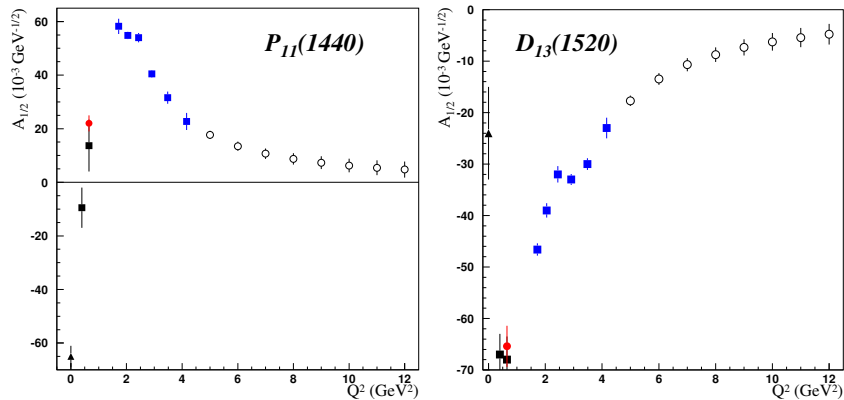 P₁₁(1440)
A₁/₂ (10⁻³ GeV⁻¹/²)
60
40
20
0
-20
-40
-60
0 2 4 6 8 10 12
Q² (GeV²)
D₁₃(1520)
A₁/₂ (10⁻³ GeV⁻¹/²)
0
-10
-20
-30
-40
-50
-60
-70
0 2 4 6 8 10 12
Q² (GeV²)